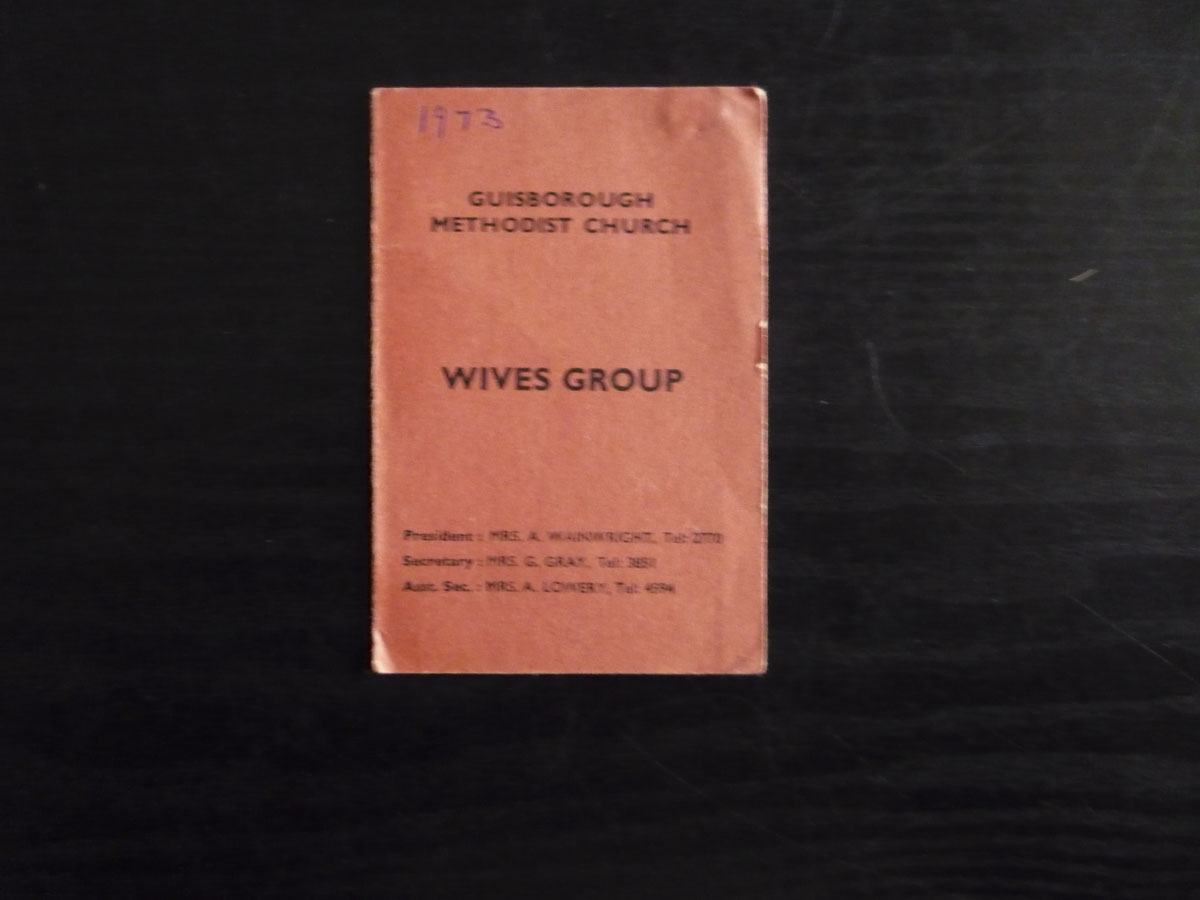 1973
GUISBOROUGH
METHODIST CHURCH
WIVES GROUP
President : MRS. A. WAINWRIGHT, Tel: 2770
Secretary : MRS. G. GRAY, Tel: 3851
Asst. Sec. : MRS. A. LOWERY, Tel: 4594